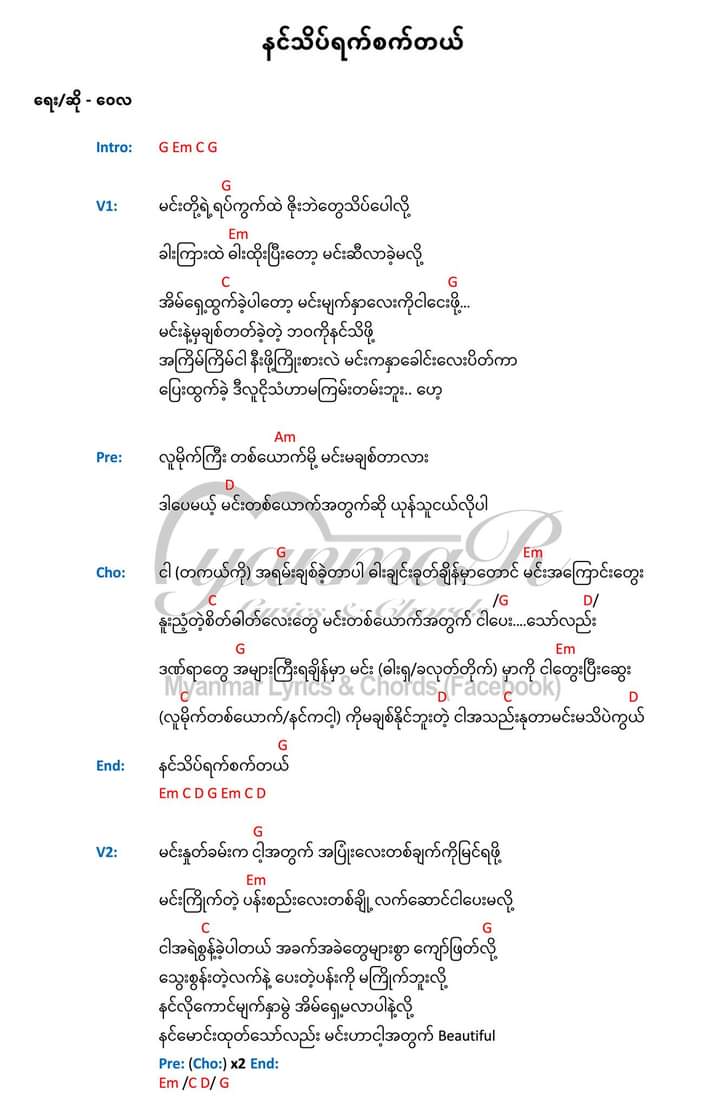 နင်သိပ်ရက်စက်တယ်
ရေး/ဆို - ဝေလ
Intro: G Em C G
G
V1: မင်းတို့ရဲ့ရပ်ကွက်ထဲ ဇိုးဘဲတွေသိပ်ပေါလို့
Em
ခါးကြားထဲ ဓါးထိုးပြီးတော့ မင်းဆီလာခဲ့မလို့
C G
အိမ်ရှေ့ထွက်ခဲ့ပါတော့ မင်းမျက်နှာလေးကိုငါငေးဖို့...
မင်းနဲ့မှချစ်တတ်ခဲ့တဲ့ ဘဝကိုနင်သိဖို့
အကြိမ်ကြိမ်ငါ နီးဖို့ကြိုးစားလဲ မင်းကနှာခေါင်းလေးပိတ်ကာ
ပြေးထွက်ခဲ့ ဒီလူငိုသံဟာမကြမ်းတမ်းဘူး.. ဟေ့
Am
Pre: လူမိုက်ကြီး တစ်ယောက်မို့ မင်းမချစ်တာလား
D
ဒါပေမယ့် မင်းတစ်ယောက်အတွက်ဆို ယုန်သူငယ်လိုပါ
G Em
Cho: ငါ (တကယ်ကို) အရမ်းချစ်ခဲ့တာပါ ဓါးချင်းခုတ်ချိန်မှာတောင် မင်းအကြောင်းတွေး
C /G D/
နူးညံ့တဲ့စိတ်ဓါတ်လေးတွေ မင်းတစ်ယောက်အတွက် ငါပေး....သော်လည်း
G Em
ဒဏ်ရာတွေ အများကြီးရချိန်မှာ မင်း (ဓါးရှ/ခလုတ်တိုက်) မှာကို ငါတွေးပြီးဆွေး
C D C D
(လူမိုက်တစ်ယောက်/နင်ကငါ့) ကိုမချစ်နိုင်ဘူးတဲ့ ငါအသည်းနုတာမင်းမသိပဲကွယ်
G
End: နင်သိပ်ရက်စက်တယ်
Em C D G Em C D
G
V2: မင်းနှုတ်ခမ်းက ငါ့အတွက် အပြုံးလေးတစ်ချက်ကိုမြင်ရဖို့
Em
မင်းကြိုက်တဲ့ ပန်းစည်းလေးတစ်ချို့ လက်ဆောင်ငါပေးမလို့
C G
ငါအရဲစွန့်ခဲ့ပါတယ် အခက်အခဲတွေများစွာ ကျော်ဖြတ်လို့
သွေးစွန်းတဲ့လက်နဲ့ ပေးတဲ့ပန်းကို မကြိုက်ဘူးလို့
နင်လိုကောင်မျက်နှာမွဲ အိမ်ရှေ့မလာပါနဲ့လို့
နင်မောင်းထုတ်သော်လည်း မင်းဟာငါ့အတွက် Beautiful
Pre: (Cho:) x2 End:
Em /C D/ G
MyanmaR
Lyrics & Chords
Myanmar Lyrics & Chords (Facebook)